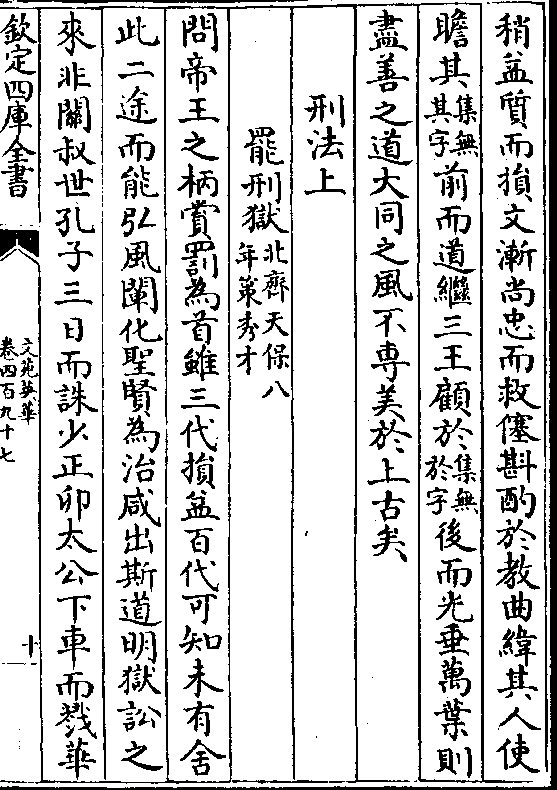 稍益質而損文漸尚忠而救僿斟酌於教曲緯其人使
瞻其集無其字前而道繼三王顧於集無於字後而光垂萬葉則
盡善之道大同之風不専美於上古矣
刑法上
罷刑獄北齊天保八年策秀才
問帝王之柄賞罰為首雖三代損益百代可知未有舍
此二途而能弘風闡化聖賢為治咸出斯道明獄訟之
來非關叔世孔子三日而誅少正卯太公下車而戮華
欽定四庫全書
文苑英華
卷四百九十七
十